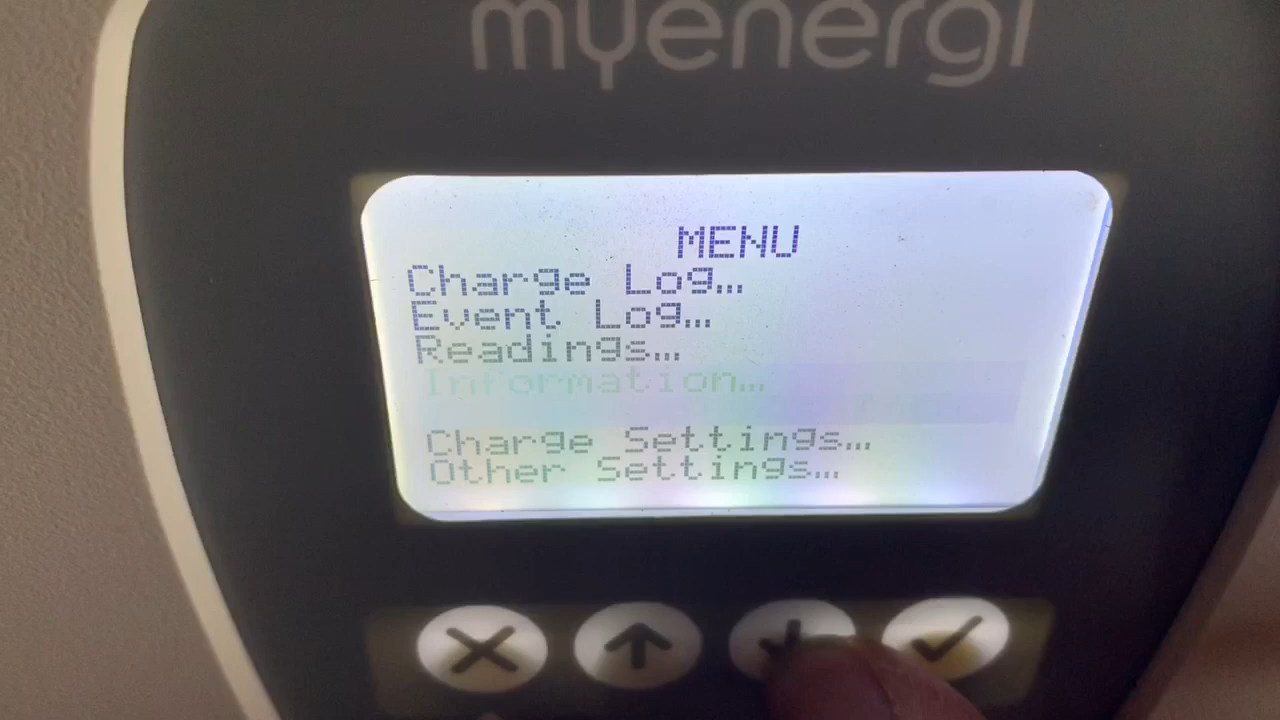 myenergi
MENU
Charge Log...
Event Log...
Readings...
Information...
Charge Settings...
Other Settings...